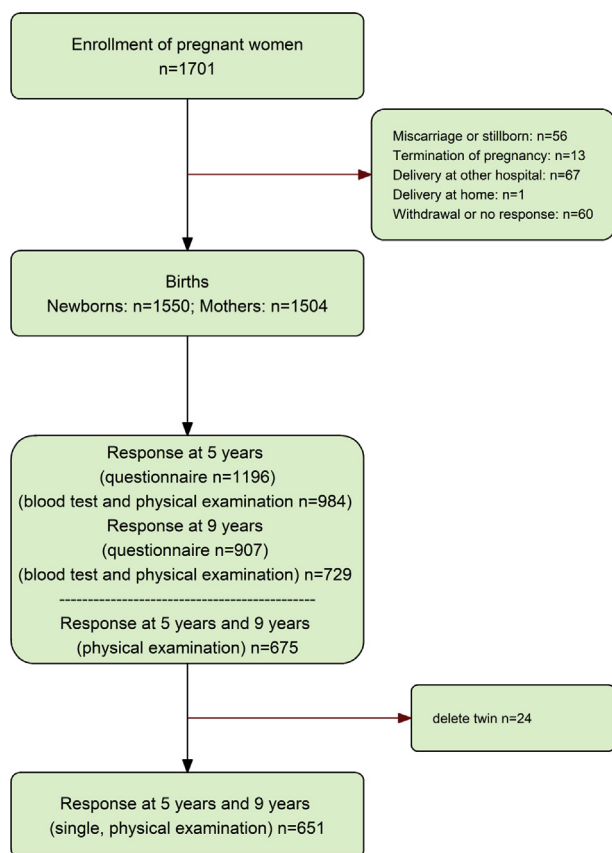 Enrollment of pregnant women
n=1701
Miscarriage or stillborn: n=56
Termination of pregnancy: n=13
Delivery at other hospital: n=67
Delivery at home: n=1
Withdrawal or no response: n=60
Births
Newborns: n=1550; Mothers: n=1504
Response at 5 years
(questionnaire n=1196)
(blood test and physical examination n=984)
Response at 9 years
(questionnaire n=907)
(blood test and physical examination) n=729
--------------------------------------------
Response at 5 years and 9 years
(physical examination) n=675
delete twin n=24
Response at 5 years and 9 years
(single, physical examination) n=651